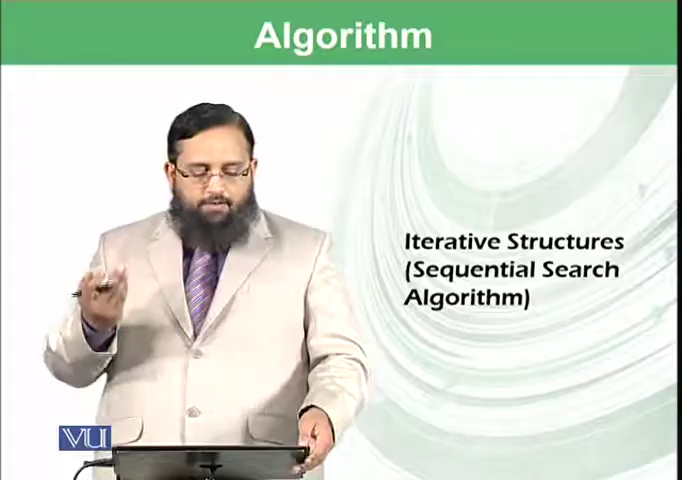 Algorithm
Iterative Structures
(Sequential Search
Algorithm)
VU